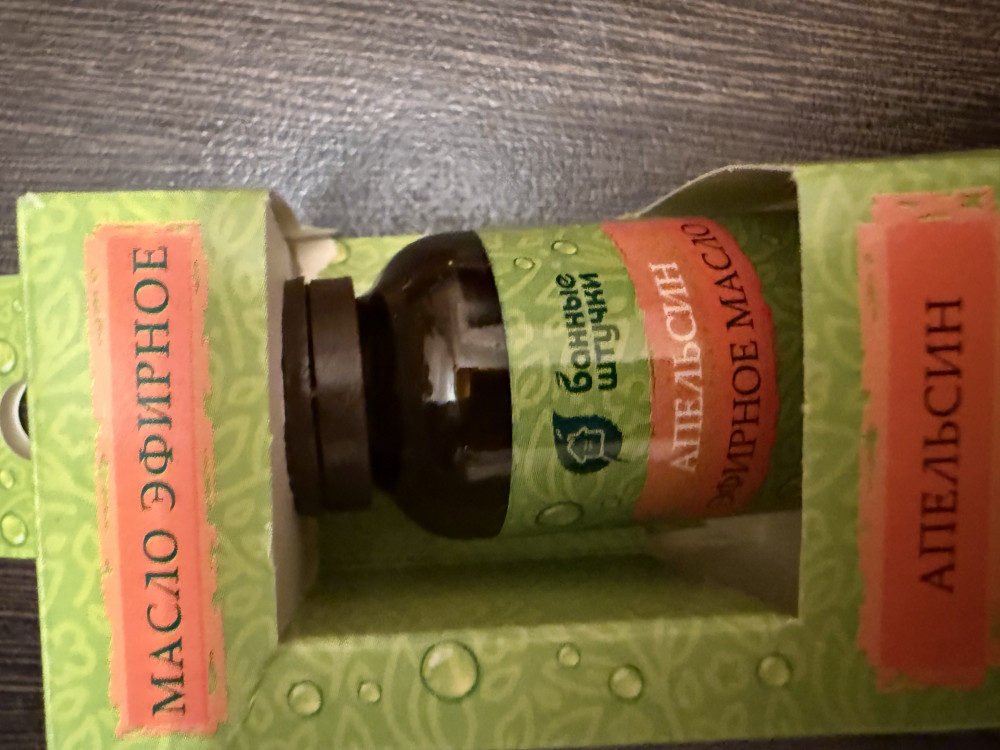 МАСЛО ЭФИРНОЕ
банные
штучки
АПЕЛЬСИН
ЭФИРНОЕ МАСЛО
АПЕЛЬСИН